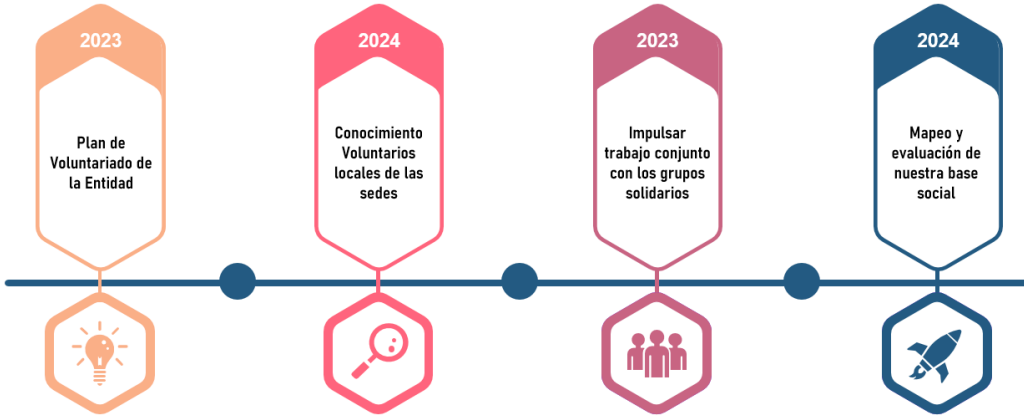 2023
Plan de
Voluntariado de
la Entidad
2024
Conocimiento
Voluntarios
locales de las
sedes
2023
Impulsar
trabajo conjunto
con los grupos
solidarios
2024
Mapeo y
evaluación de
nuestra base
social